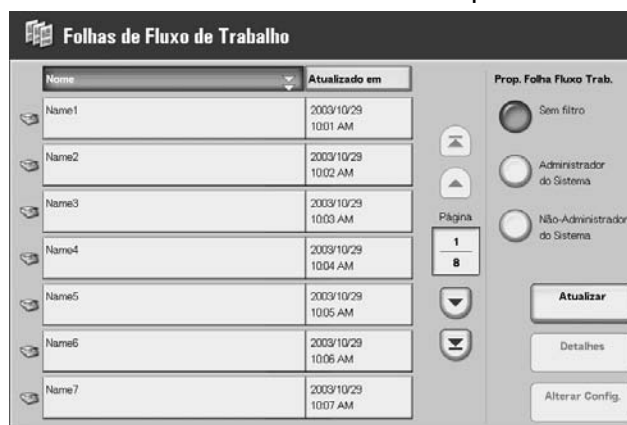 Folhas de Fluxo de Trabalho
Nome
Atualizado em
Prop. Folha Fluxo Trab.
Name1
2003/10/29
10:01 AM
Sem filtro
Name2
2003/10/29
10:02 AM
Administrador
do Sistema
Name3
2003/10/29
10:03 AM
Página
Não-Administrador
do Sistema
Name4
2003/10/29
10:04 AM
1
8
Name5
2003/10/29
10:05 AM
Atualizar
Name6
2003/10/29
10:06 AM
Detalhes
Name7
2003/10/29
10:07 AM
Alterar Config.